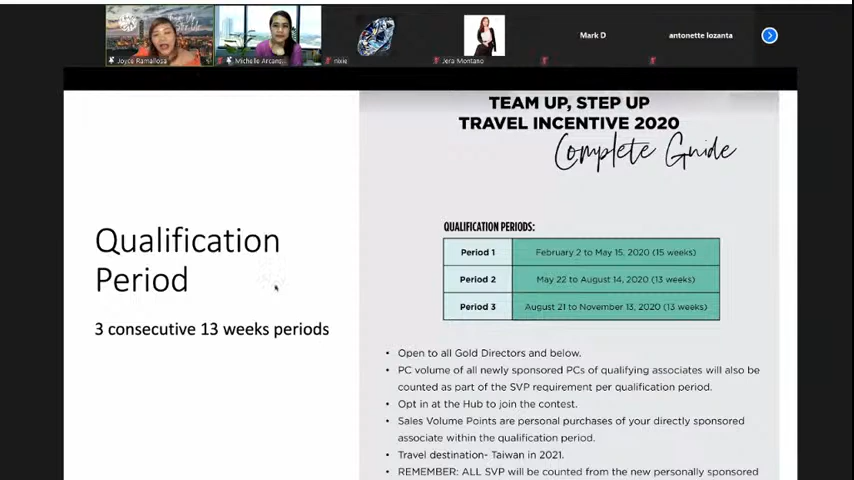 Joyce Ramallosa
Michelle Arcang...
nixie
Jera Montano
Mark D
antonette lozanta
TEAM UP, STEP UP
TRAVEL INCENTIVE 2020
Complete Guide
Qualification
Period
3 consecutive 13 weeks periods
QUALIFICATION PERIODS:
Period 1 February 2 to May 15, 2020 (15 weeks)
Period 2 May 22 to August 14, 2020 (13 weeks)
Period 3 August 21 to November 13, 2020 (13 weeks)
• Open to all Gold Directors and below.
• PC volume of all newly sponsored PCs of qualifying associates will also be
counted as part of the SVP requirement per qualification period.
• Opt in at the Hub to join the contest.
• Sales Volume Points are personal purchases of your directly sponsored
associate within the qualification period.
• Travel destination- Taiwan in 2021.
• REMEMBER: ALL SVP will be counted from the new personally sponsored